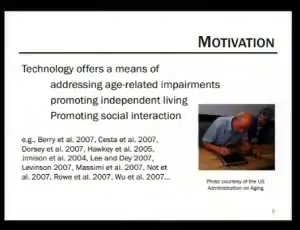 MOTIVATION
Technology offers a means of
addressing age-related impairments
promoting independent living
Promoting social interaction
e.g., Berry et al. 2007, Cesta et al. 2007,
Dorsey et al. 2007, Hawkey et al. 2005,
Jimison et al. 2004, Lee and Dey 2007,
Levinson 2007, Massimi et al. 2007, Not et
al. 2007, Rowe et al. 2007, Wu et al. 2007...
Photo courtesy of the US
Administration on Aging